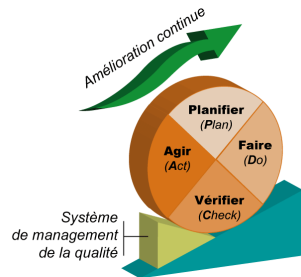 Amélioration continue
Planifier
(Plan)
Agir
(Act)
Faire
(Do)
Vérifier
(Check)
Système
de management
de la qualité